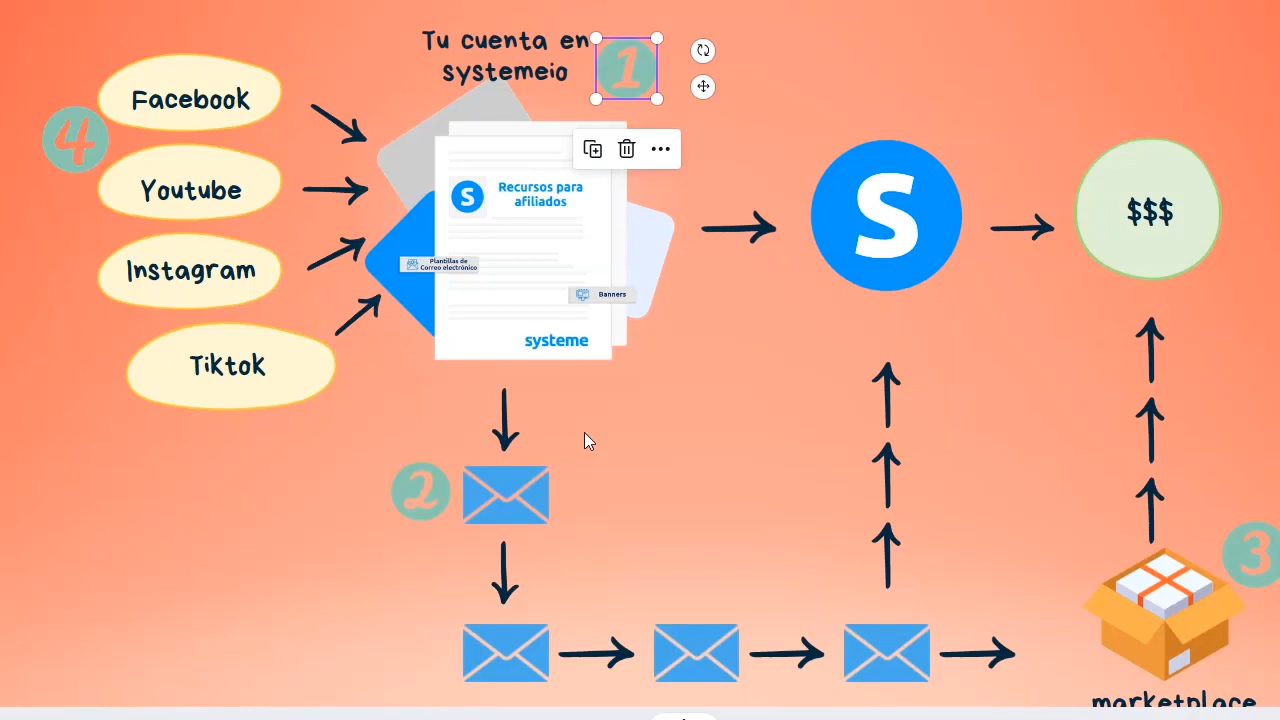 Tu cuenta en
systemeio
1
Facebook
4
Youtube
Instagram
Tiktok
S
Recursos para
afiliados
Plantillas de
Correo electrónico
Banners
systeme
S
$$$
2
3
marketplace